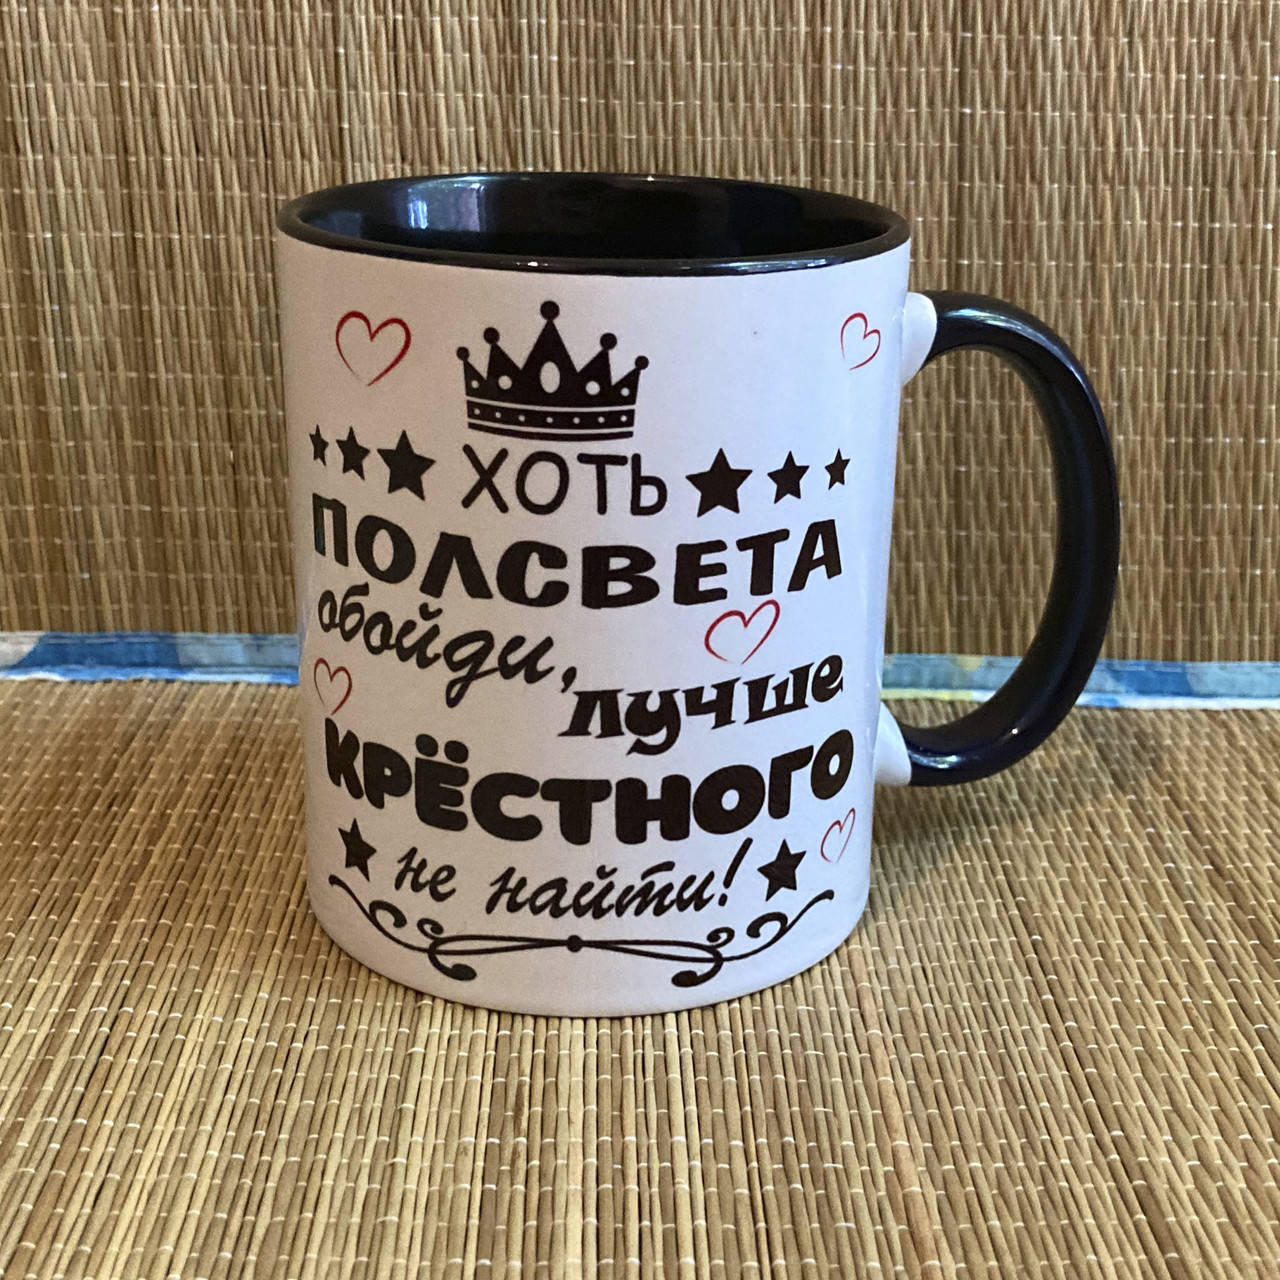 ХОТЬ
ПОЛСВЕТА
обойди,
лучше
КРЁСТНОГО
не найти!